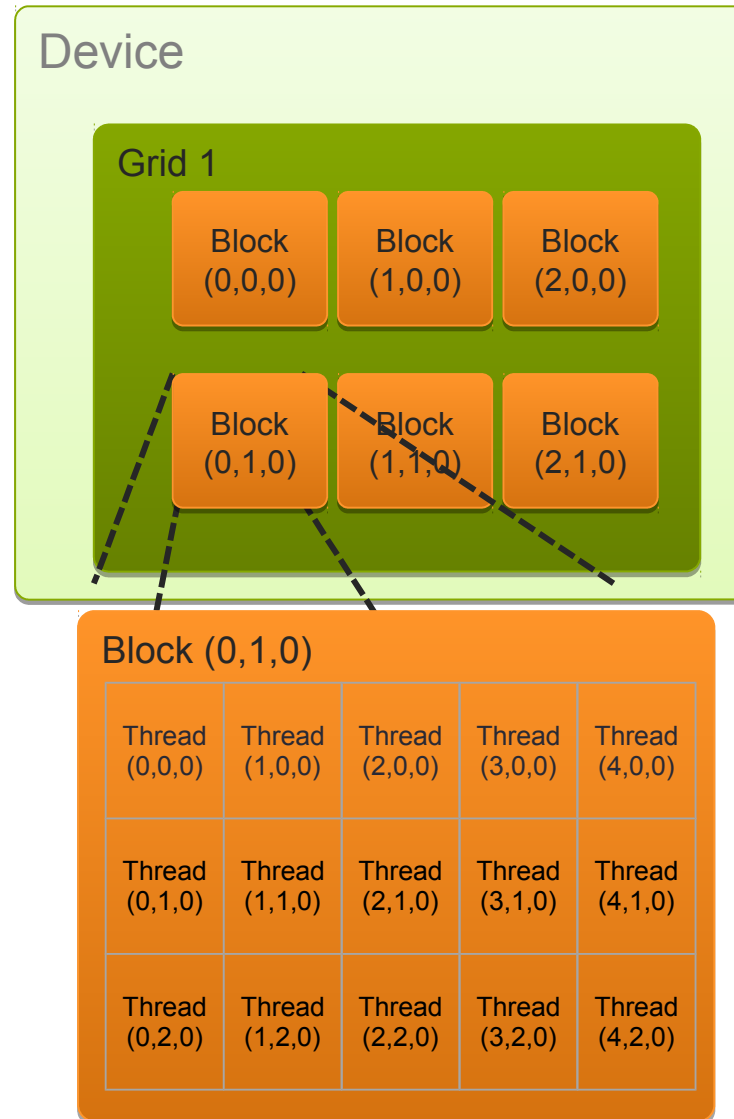 Device
Grid 1
Block
(0,0,0)
Block
(1,0,0)
Block
(2,0,0)
Block
(0,1,0)
Block
(1,1,0)
Block
(2,1,0)
Block (0,1,0)
Thread
(0,0,0)
Thread
(1,0,0)
Thread
(2,0,0)
Thread
(3,0,0)
Thread
(4,0,0)
Thread
(0,1,0)
Thread
(1,1,0)
Thread
(2,1,0)
Thread
(3,1,0)
Thread
(4,1,0)
Thread
(0,2,0)
Thread
(1,2,0)
Thread
(2,2,0)
Thread
(3,2,0)
Thread
(4,2,0)